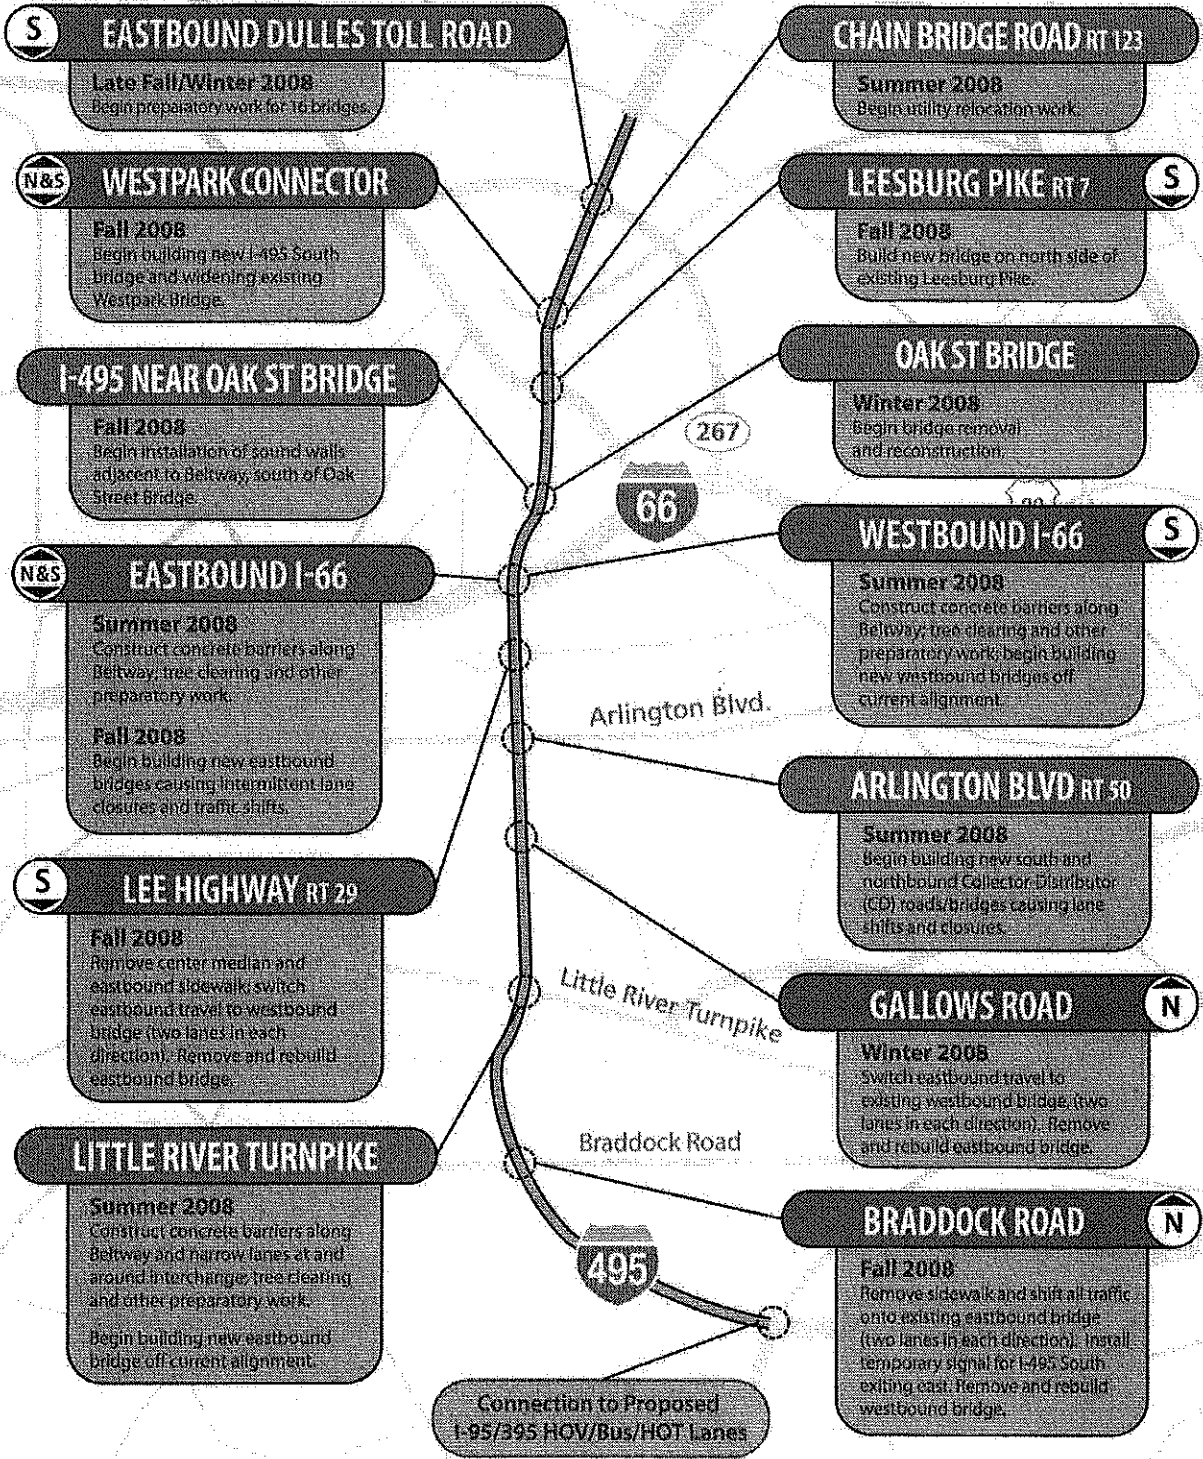 S
EASTBOUND DULLES TOLL ROAD
Late Fall/Winter 2008
Begin preparatory work for 16 bridges.
N&S
WESTPARK CONNECTOR
Fall 2008
Begin building new I-495 South
bridge and widening existing
Westpark Bridge.
I-495 NEAR OAK ST BRIDGE
Fall 2008
Begin installation of sound walls
adjacent to Beltway, south of Oak
Street Bridge
N&S
EASTBOUND I-66
Summer 2008
Construct concrete barriers along
Beltway; tree clearing and other
preparatory work.
Fall 2008
Begin building new eastbound
bridges causing intermittent lane
closures and traffic shifts.
S
LEE HIGHWAY RT 29
Fall 2008
Remove center median and
eastbound sidewalk; switch
eastbound travel to westbound
bridge (two lanes in each
direction). Remove and rebuild
eastbound bridge.
LITTLE RIVER TURNPIKE
Summer 2008
Construct concrete barriers along
Beltway and narrow lanes at and
around interchange; tree clearing
and other preparatory work.
Begin building new eastbound
bridge off current alignment.
CHAIN BRIDGE ROAD RT 123
Summer 2008
Begin utility relocation work.
LEESBURG PIKE RT 7
S
Fall 2008
Build new bridge on north side of
existing Leesburg Pike.
OAK ST BRIDGE
Winter 2008
Begin bridge removal
and reconstruction.
WESTBOUND I-66
S
Summer 2008
Construct concrete barriers along
Beltway; tree clearing and other
preparatory work; begin building
new westbound bridges off
current alignment.
ARLINGTON BLVD RT 50
Summer 2008
Begin building new south and
northbound Collector-Distributor
(CD) roads/bridges causing lane
shifts and closures.
GALLOWS ROAD
N
Winter 2008
Switch eastbound travel to
existing westbound bridge, (two
lanes in each direction). Remove
and rebuild eastbound bridge.
BRADDOCK ROAD
N
Fall 2008
Remove sidewalk and shift all traffic
onto existing eastbound bridge
(two lanes in each direction). Install
temporary signal for I-495 South
exiting east. Remove and rebuild
westbound bridge.
267
66
Arlington Blvd.
Little River Turnpike
Braddock Road
495
Connection to Proposed
I-95/395 HOV/Bus/HOT Lanes